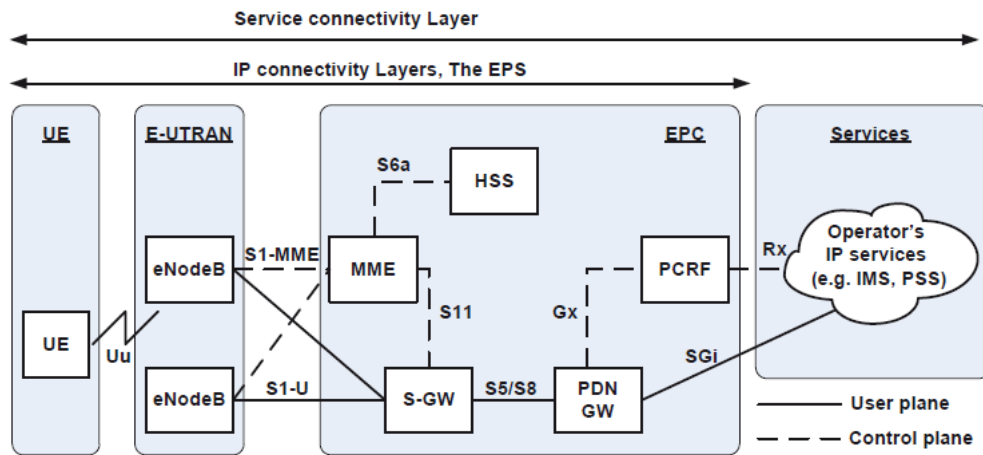 Service connectivity Layer
IP connectivity Layers, The EPS
UE
E-UTRAN
EPC
Services
S6a
HSS
Operator's
IP services
(e.g. IMS, PSS)
eNodeB
S1-MME
MME
PCRF
Rx
S11
Gx
UE
Uu
SGi
eNodeB
S1-U
S-GW
S5/S8
PDN
GW
User plane
Control plane